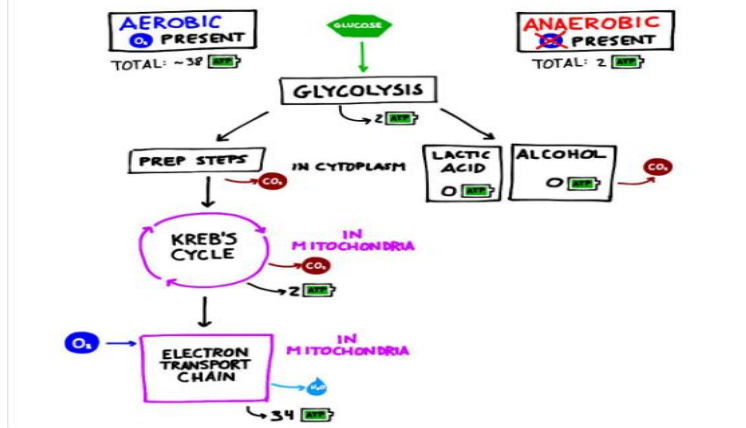 AEROBIC
O₂ PRESENT
TOTAL: ~38 ATP
GLUCOSE
ANAEROBIC
O₂ PRESENT
TOTAL: 2 ATP
GLYCOLYSIS
2 ATP
PREP STEPS
CO₂
IN CYTOPLASM
LACTIC
ACID
0 ATP
ALCOHOL
0 ATP
CO₂
KREB'S
CYCLE
IN
MITOCHONDRIA
CO₂
2 ATP
O₂
ELECTRON
TRANSPORT
CHAIN
IN
MITOCHONDRIA
H₂O
34 ATP